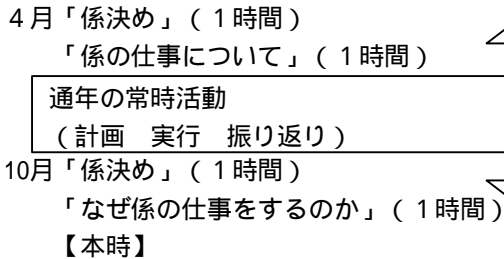 ４月「係決め」（１時間）
「係の仕事について」（１時間）
通年の常時活動
（計画　実行　振り返り）
10月「係決め」（１時間）
「なぜ係の仕事をするのか」（１時間）
【本時】